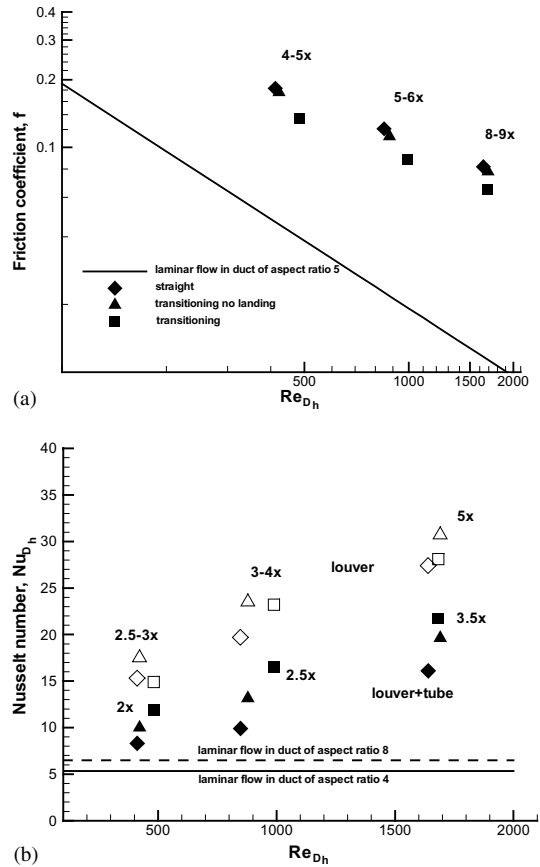 0.4
0.3
0.2
0.1
Friction coefficient, f
4-5x
5-6x
8-9x
laminar flow in duct of aspect ratio 5
straight
transitioning no landing
transitioning
500
1000
1500
2000
Re_Dh
(a)
40
35
30
25
20
15
10
5
0
Nusselt number, Nu_Dh
5x
louver
3-4x
3.5x
2.5-3x
2.5x
2x
louver+tube
laminar flow in duct of aspect ratio 8
laminar flow in duct of aspect ratio 4
500
1000
1500
2000
Re_Dh
(b)